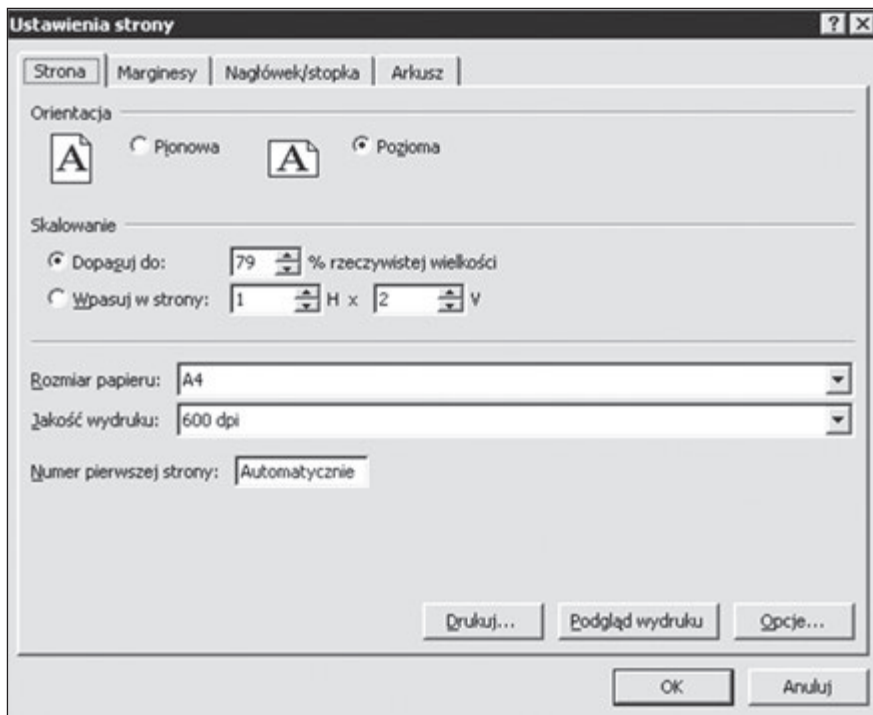 Ustawienia strony
Strona Marginesy Nagłówek/stopka Arkusz
Orientacja
A Pionowa A Pozioma
Skalowanie
Dopasuj do: 79 % rzeczywistej wielkości
Wpasuj w strony: 1 H x 2 V
Rozmiar papieru: A4
Jakość wydruku: 600 dpi
Numer pierwszej strony: Automatycznie
Drukuj... Podgląd wydruku Opcje...
OK Anuluj